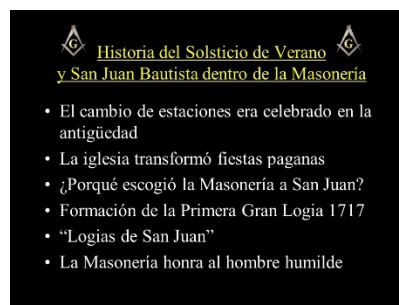 G G
Historia del Solsticio de Verano
y San Juan Bautista dentro de la Masonería
• El cambio de estaciones era celebrado en la
antigüedad
• La iglesia transformó fiestas paganas
• ¿Porqué escogió la Masonería a San Juan?
• Formación de la Primera Gran Logia 1717
• “Logias de San Juan”
• La Masonería honra al hombre humilde